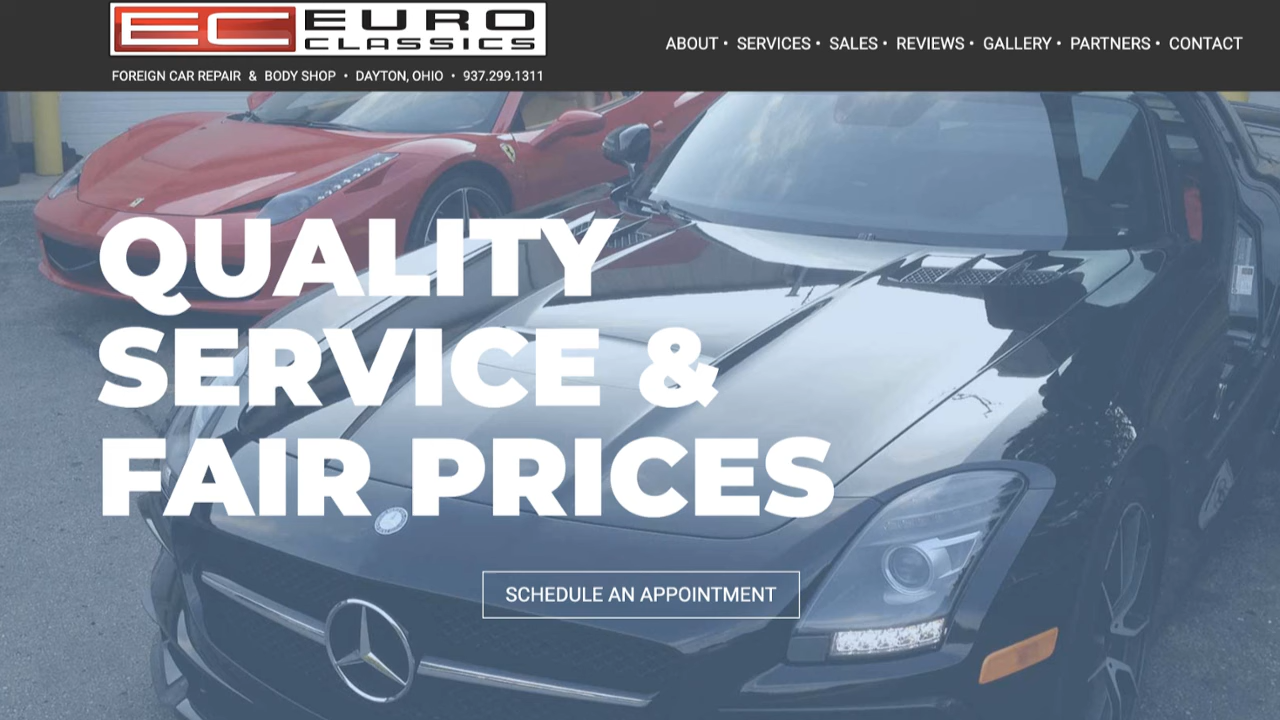 EC EURO CLASSICS
FOREIGN CAR REPAIR & BODY SHOP • DAYTON, OHIO • 937.299.1311
ABOUT • SERVICES • SALES • REVIEWS • GALLERY • PARTNERS • CONTACT
QUALITY
SERVICE &
FAIR PRICES
SCHEDULE AN APPOINTMENT